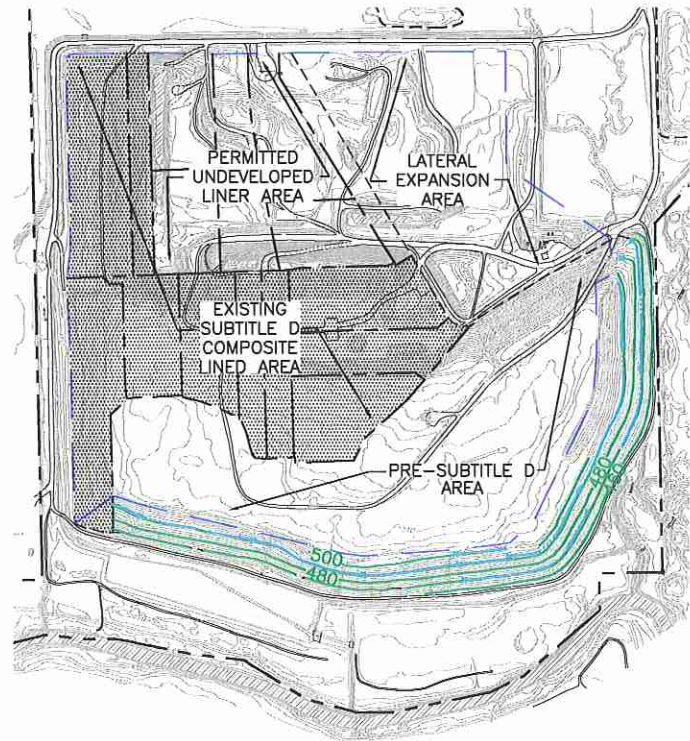 PERMITTED
UNDEVELOPED
LINER AREA
LATERAL
EXPANSION
AREA
EXISTING
SUBTITLE D
COMPOSITE
LINED AREA
PRE-SUBTITLE D
AREA
480
500
480